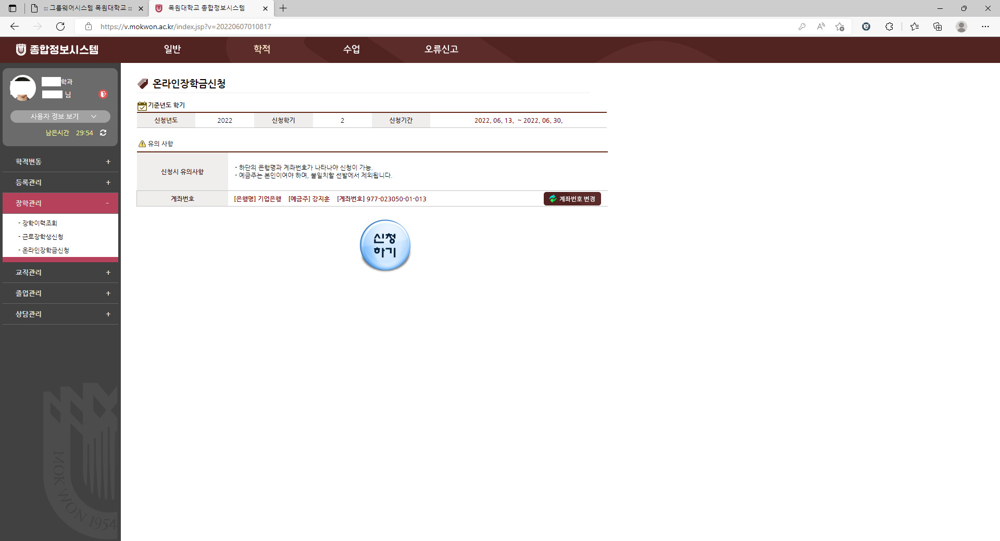 ::: 그룹웨어시스템 목원대학교 :::
목원대학교 종합정보시스템
https://v.mokwon.ac.kr/index.jsp?v=20220607010817
종합정보시스템
일반
학적
수업
오류신고
학과
님
사용자 정보 보기
남은시간 29:54
학적변동 +
등록관리 +
장학관리 -
- 장학이력조회
- 근로장학생신청
- 온라인장학금신청
교직관리 +
졸업관리 +
상담관리 +
MOK WON 1954
온라인장학금신청
기준년도 학기
신청년도 2022 신청학기 2 신청기간 2022. 06. 13. ~ 2022. 06. 30.
유의 사항
신청시 유의사항
- 하단의 은행명과 계좌번호가 나타나야 신청이 가능.
- 예금주는 본인이여야 하며, 불일치할 선발에서 제외됩니다.
계좌번호 [은행명] 기업은행 [예금주] 강지훈 [계좌번호] 977-023050-01-013 계좌번호 변경
신청
하기